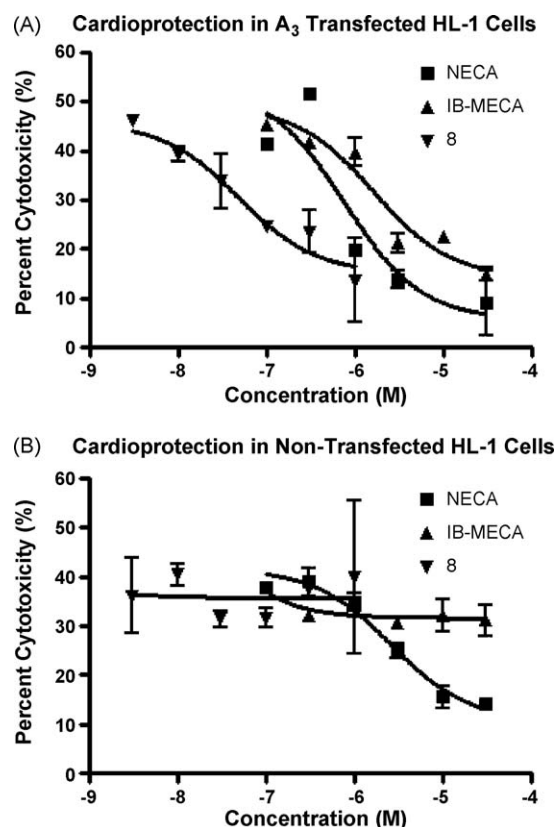 (A) Cardioprotection in A₃ Transfected HL-1 Cells
60
50
40
30
20
10
0
Percent Cytotoxicity (%)
NECA
IB-MECA
8
-9 -8 -7 -6 -5 -4
Concentration (M)
(B) Cardioprotection in Non-Transfected HL-1 Cells
60
50
40
30
20
10
0
Percent Cytotoxicity (%)
NECA
IB-MECA
8
-9 -8 -7 -6 -5 -4
Concentration (M)